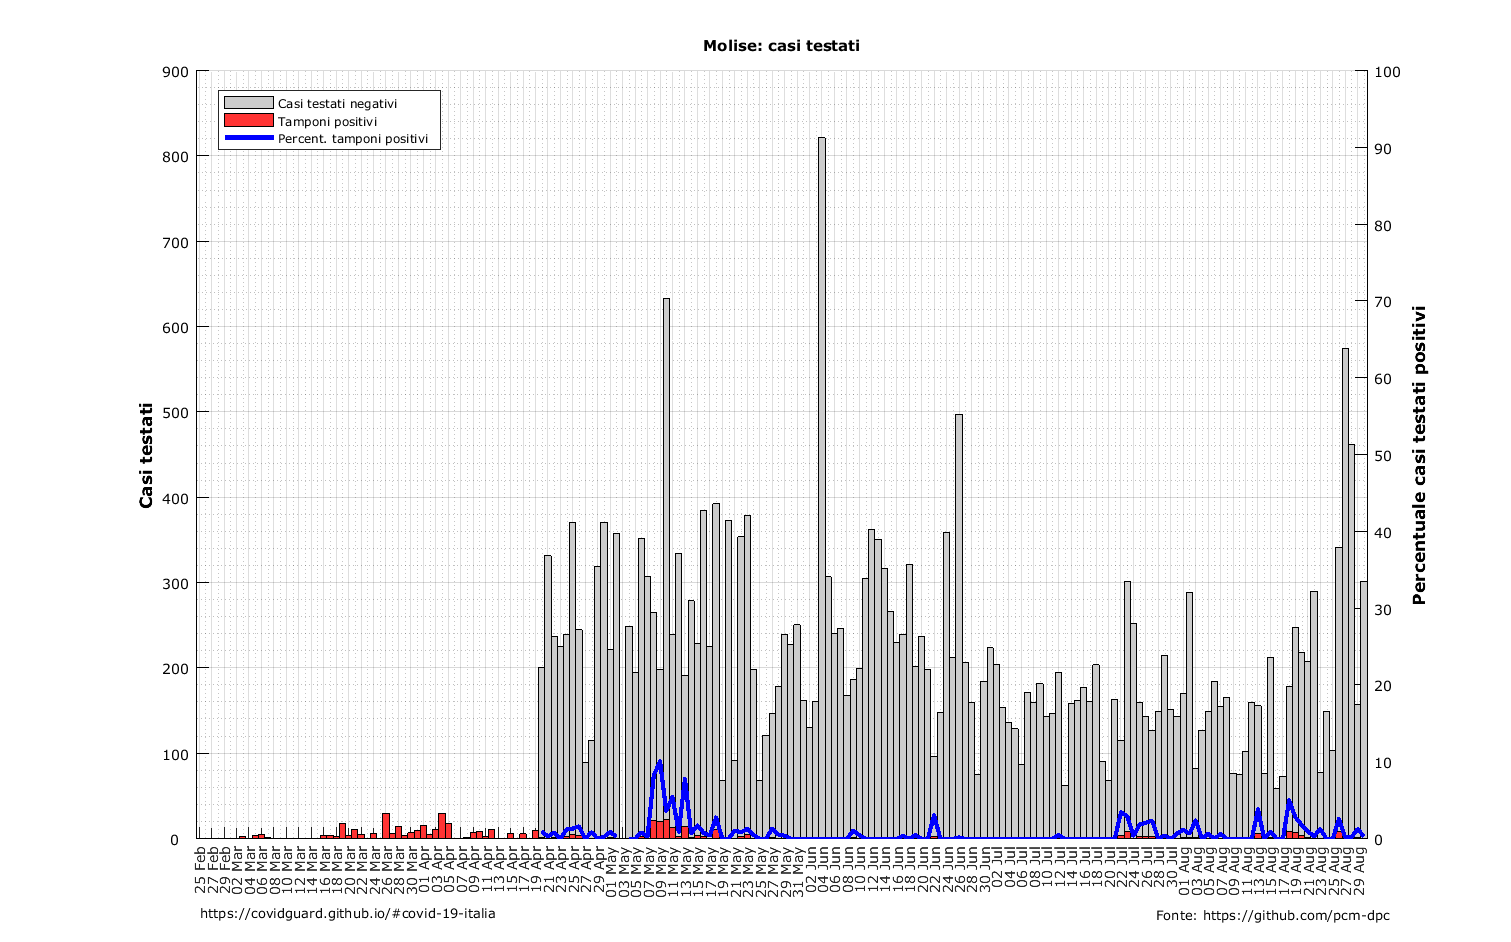 Molise: casi testati
Casi testati negativi
Tamponi positivi
Percent. tamponi positivi
Casi testati
900
800
700
600
500
400
300
200
100
0
Percentuale casi testati positivi
100
90
80
70
60
50
40
30
20
10
0
25 Feb
27 Feb
29 Feb
02 Mar
04 Mar
06 Mar
08 Mar
10 Mar
12 Mar
14 Mar
16 Mar
18 Mar
20 Mar
22 Mar
24 Mar
26 Mar
28 Mar
30 Mar
01 Apr
03 Apr
05 Apr
07 Apr
09 Apr
11 Apr
13 Apr
15 Apr
17 Apr
19 Apr
21 Apr
23 Apr
25 Apr
27 Apr
29 Apr
01 May
03 May
05 May
07 May
09 May
11 May
13 May
15 May
17 May
19 May
21 May
23 May
25 May
27 May
29 May
31 May
02 Jun
04 Jun
06 Jun
08 Jun
10 Jun
12 Jun
14 Jun
16 Jun
18 Jun
20 Jun
22 Jun
24 Jun
26 Jun
28 Jun
30 Jun
02 Jul
04 Jul
06 Jul
08 Jul
10 Jul
12 Jul
14 Jul
16 Jul
18 Jul
20 Jul
22 Jul
24 Jul
26 Jul
28 Jul
30 Jul
01 Aug
03 Aug
05 Aug
07 Aug
09 Aug
11 Aug
13 Aug
15 Aug
17 Aug
19 Aug
21 Aug
23 Aug
25 Aug
27 Aug
29 Aug
https://covidguard.github.io/#covid-19-italia
Fonte: https://github.com/pcm-dpc